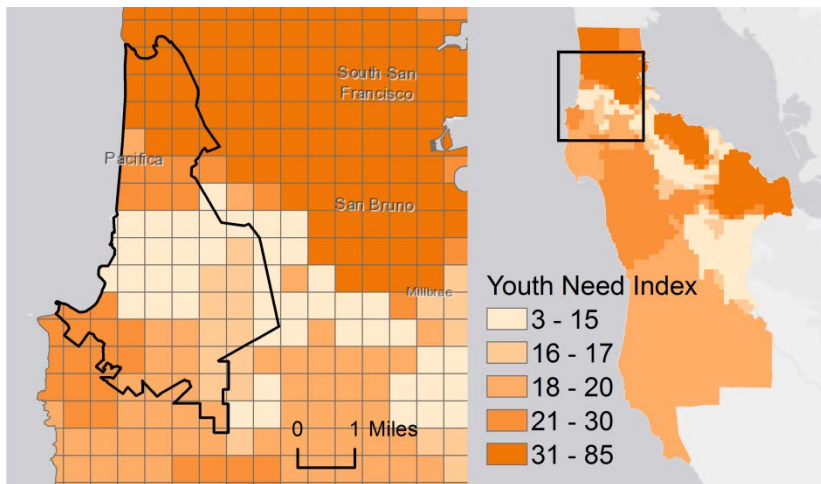 South San
Francisco
Pacifica
San Bruno
Millbrae
0 1 Miles
Youth Need Index
3 - 15
16 - 17
18 - 20
21 - 30
31 - 85